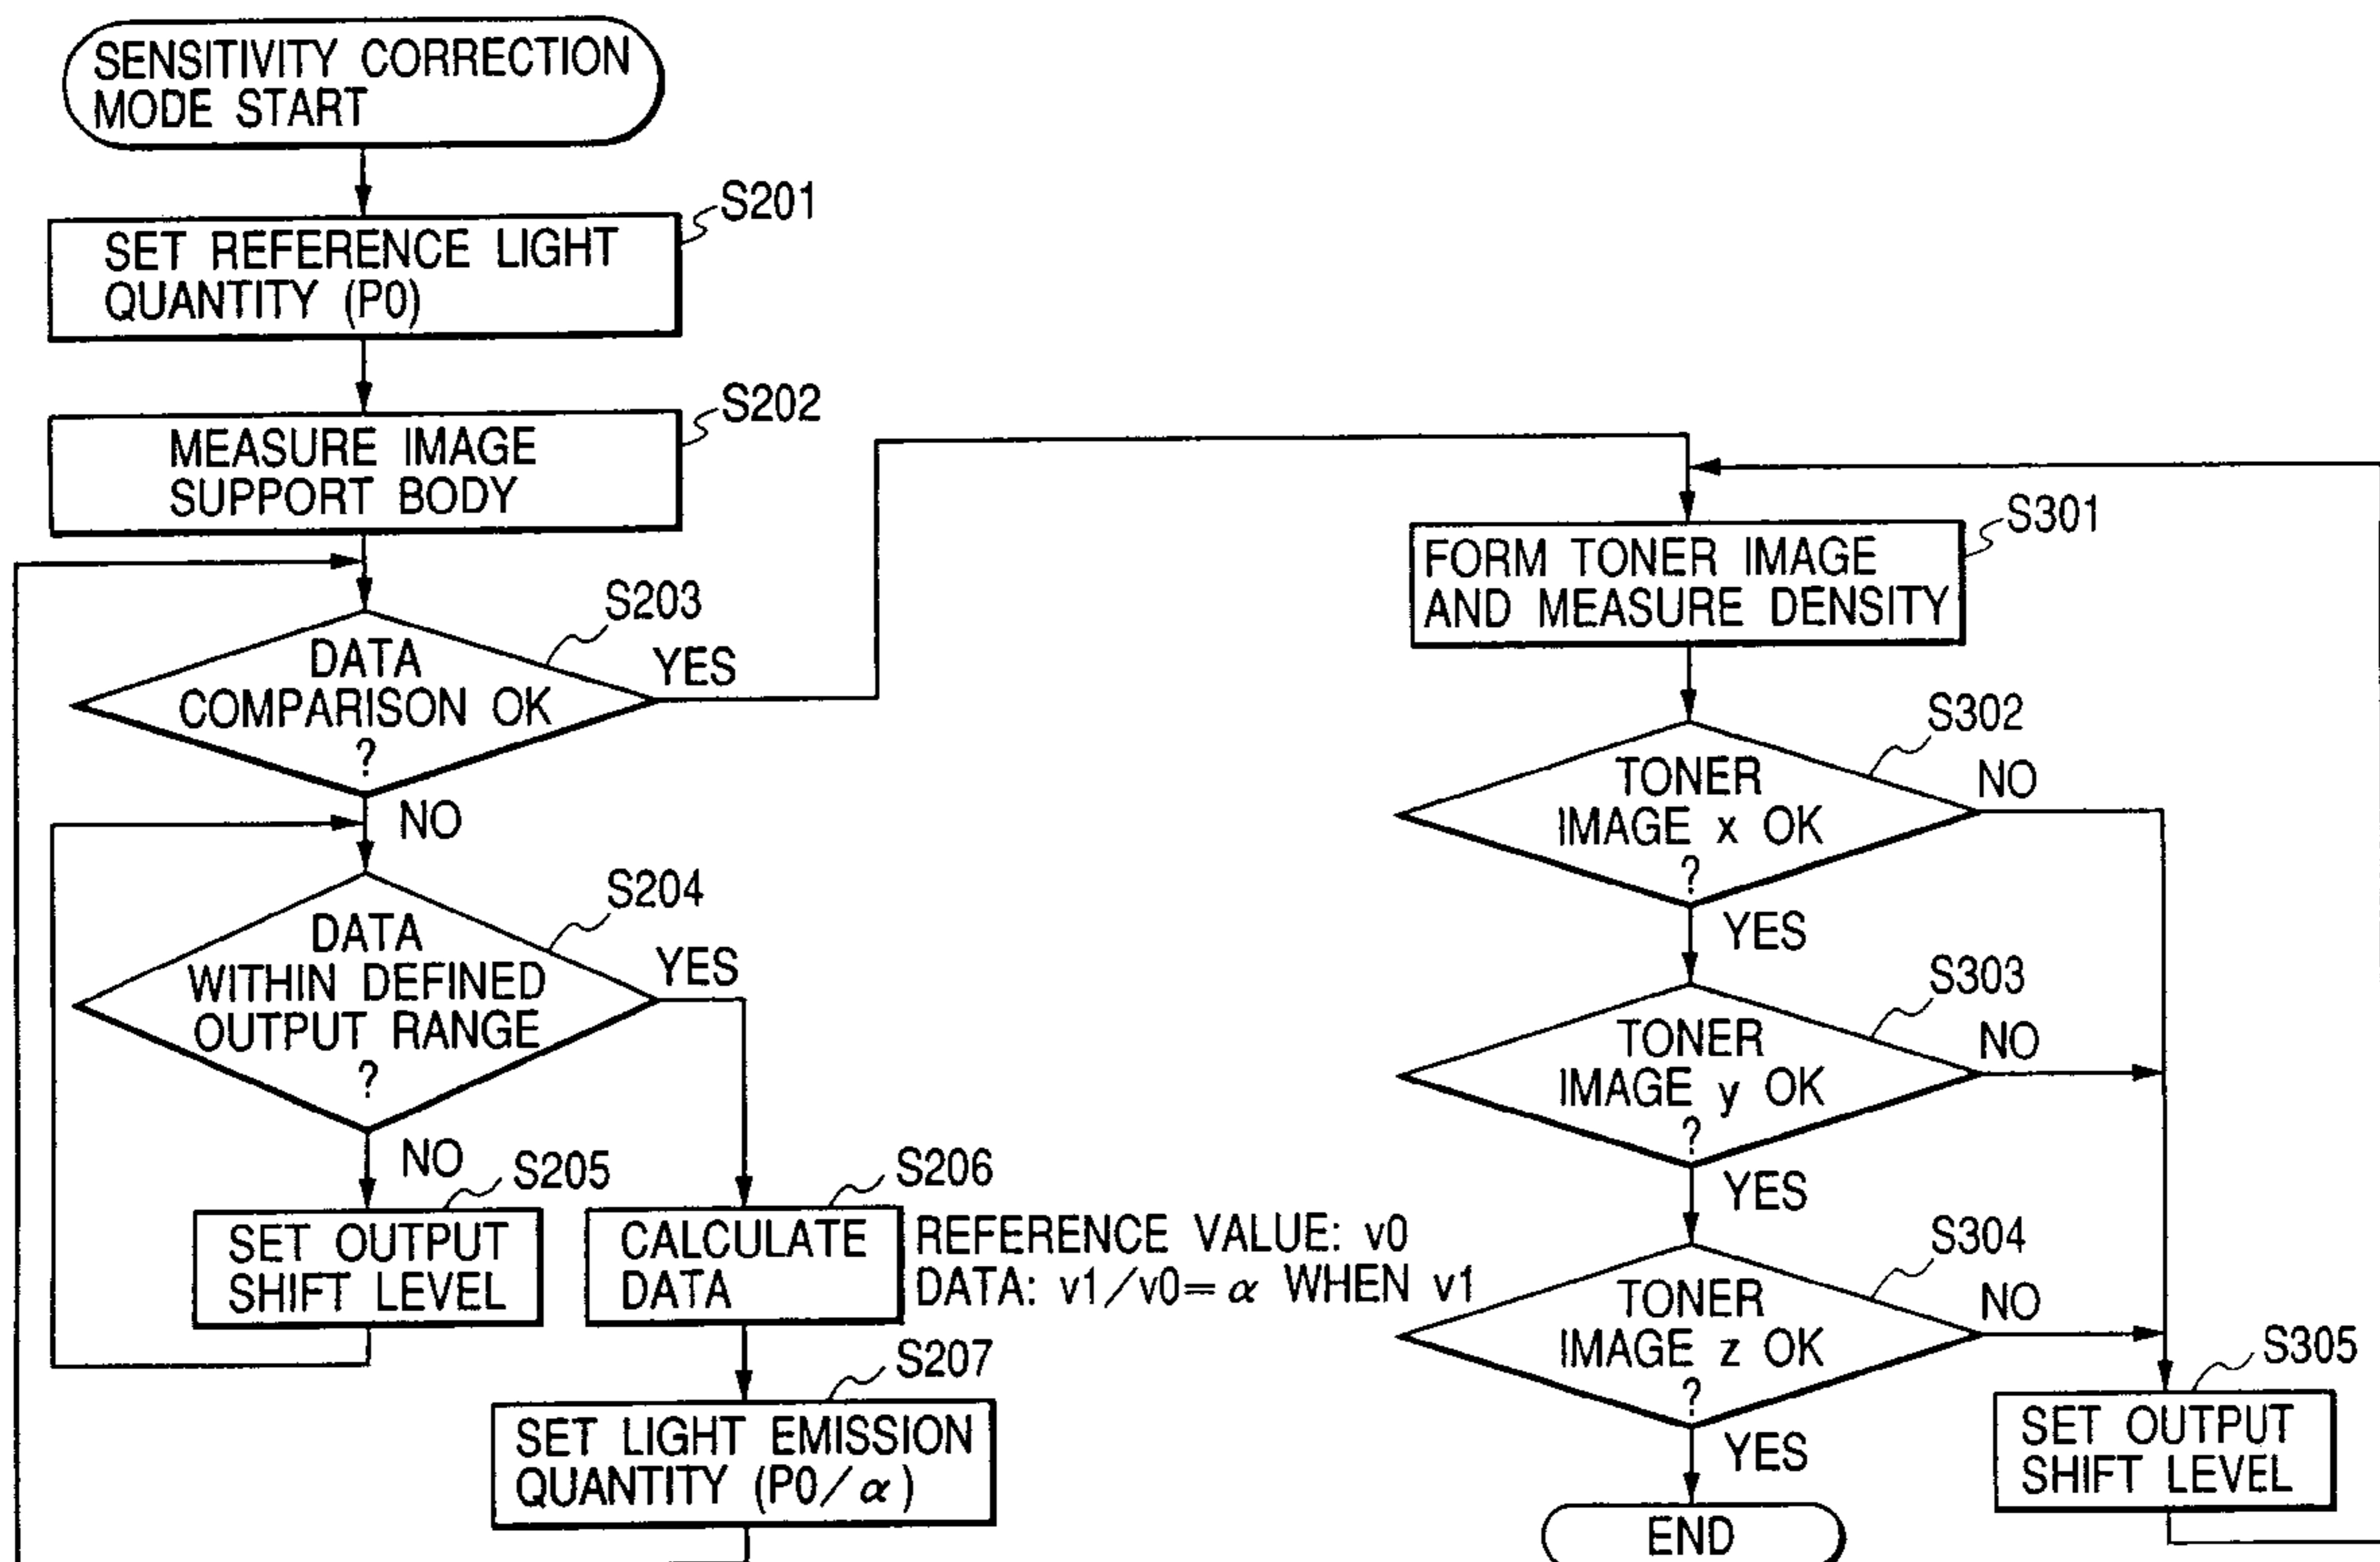 SENSITIVITY CORRECTION
MODE START
S201
SET REFERENCE LIGHT
QUANTITY (P0)
S202
MEASURE IMAGE
SUPPORT BODY
S203
DATA
COMPARISON OK
?
YES
NO
S204
DATA
WITHIN DEFINED
OUTPUT RANGE
?
YES
NO
S205
SET OUTPUT
SHIFT LEVEL
S206
CALCULATE
DATA
REFERENCE VALUE: v0
DATA: v1/v0=α WHEN v1
S207
SET LIGHT EMISSION
QUANTITY (P0/α)
S301
FORM TONER IMAGE
AND MEASURE DENSITY
S302
TONER
IMAGE x OK
?
NO
YES
S303
TONER
IMAGE y OK
?
NO
YES
S304
TONER
IMAGE z OK
?
NO
YES
S305
SET OUTPUT
SHIFT LEVEL
END